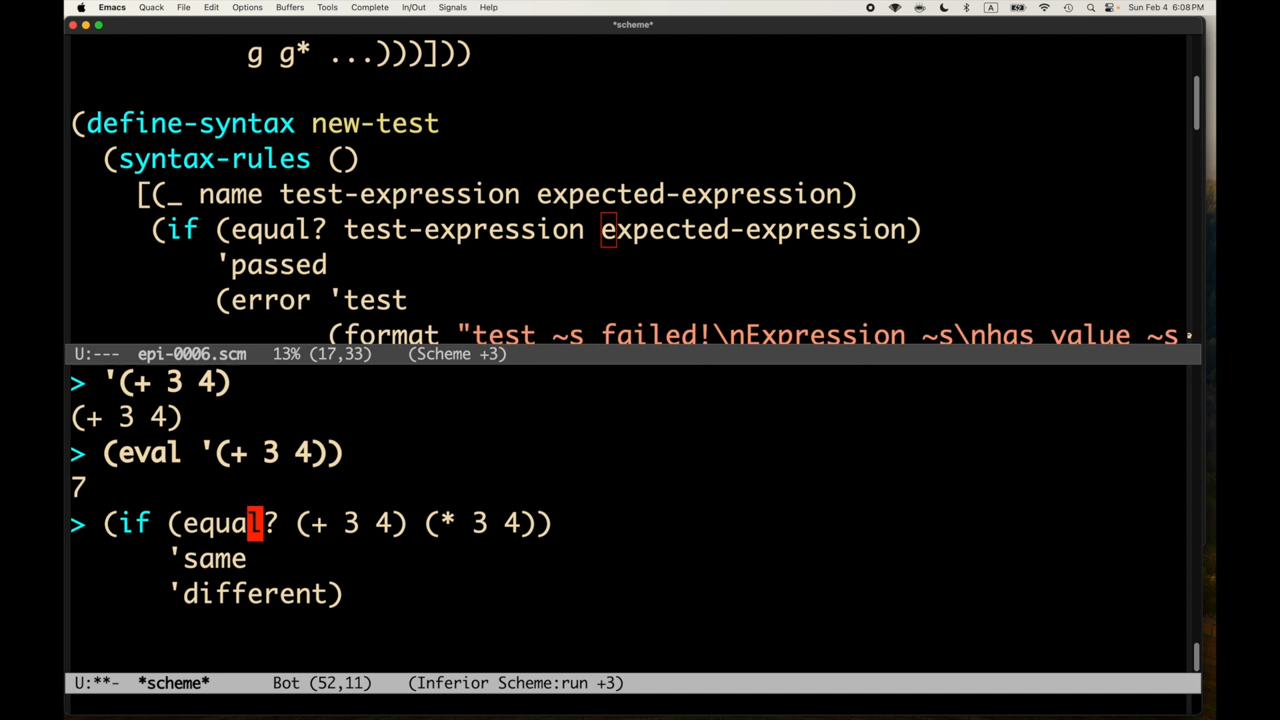 Emacs Quack File Edit Options Buffers Tools Complete In/Out Signals Help A Sun Feb 4 6:08 PM
*scheme*
g g* ...)))]))
(define-syntax new-test
(syntax-rules ()
[(_ name test-expression expected-expression)
(if (equal? test-expression expected-expression)
'passed
(error 'test
(format "test ~s failed!\nExpression ~s\nhas value ~s
U:--- epi-0006.scm 13% (17,33) (Scheme +3)
> '(+ 3 4)
(+ 3 4)
> (eval '(+ 3 4))
7
> (if (equal? (+ 3 4) (* 3 4))
'same
'different)
U:**- *scheme* Bot (52,11) (Inferior Scheme:run +3)